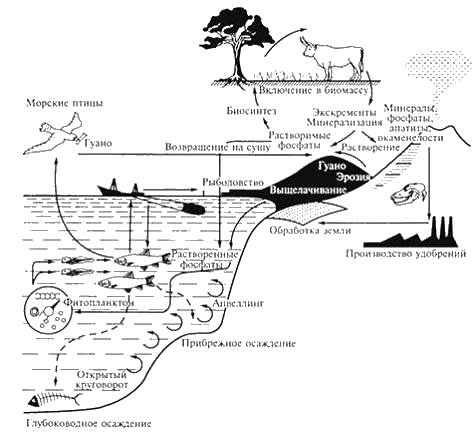 Включение в биомассу
Морские птицы
Биосинтез
Экскременты
Минерализация
Минералы,
фосфаты,
апатиты,
окаменелости
Гуано
Возвращение на сушу
Растворимые
фосфаты
Растворение
Гуано
Эрозия
Рыболовство
Выщелачивание
Обработка земли
Производство удобрений
Растворенные
фосфаты
Фитопланктон
Апвеллинг
Прибрежное осаждение
Открытый
круговорот
Глубоководное осаждение